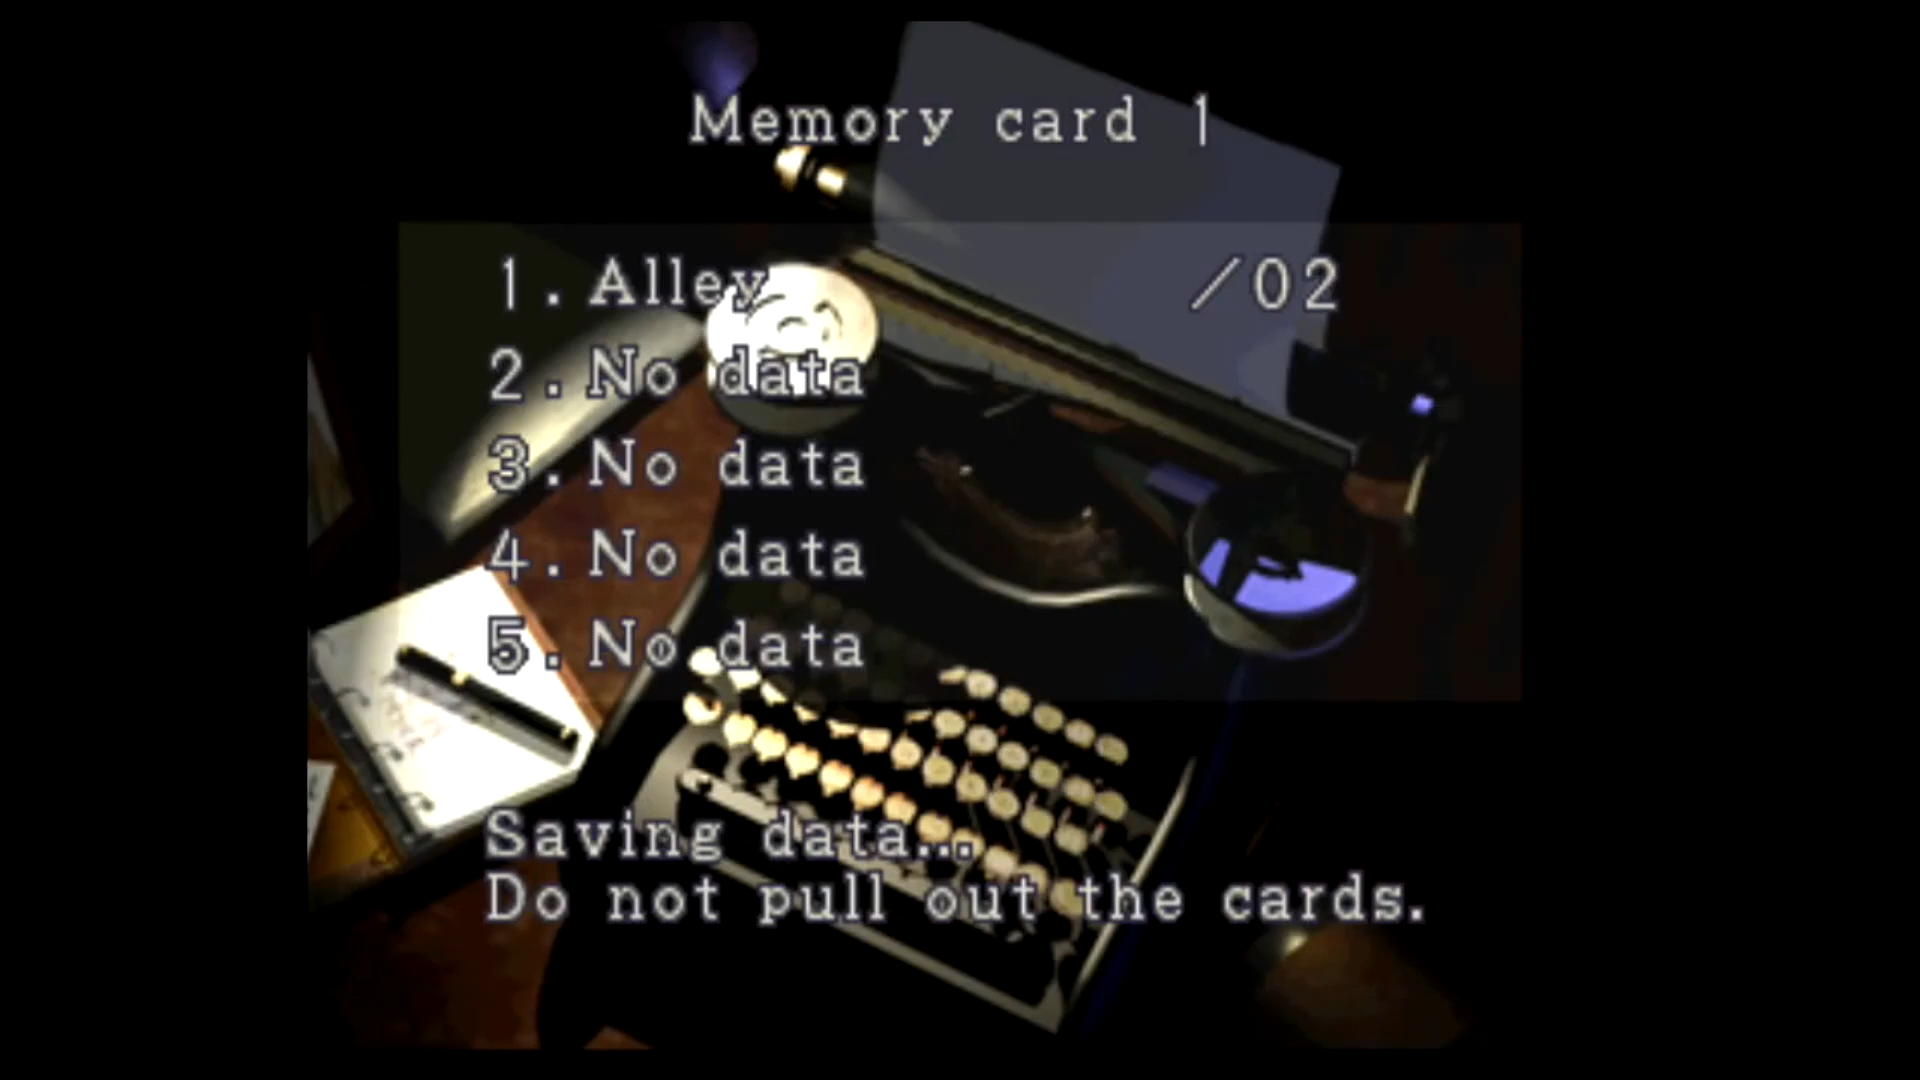 Memory card 1
1. Alley /02
2. No data
3. No data
4. No data
5. No data
Saving data...
Do not pull out the cards.